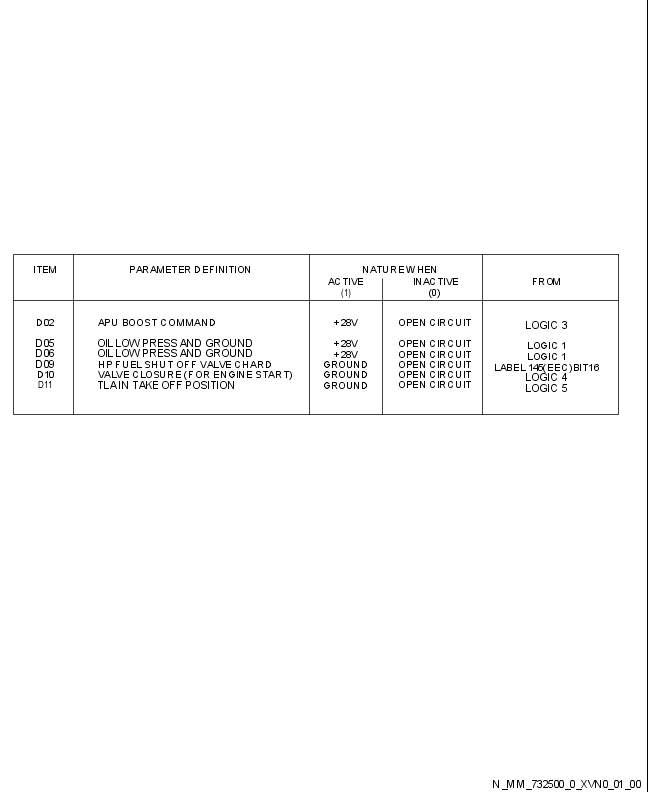 ITEM PARAMETER DEFINITION NATURE WHEN FROM
ACTIVE INACTIVE
(1) (0)
D02 APU BOOST COMMAND +28V OPEN CIRCUIT LOGIC 3
D05 OIL LOW PRESS AND GROUND +28V OPEN CIRCUIT LOGIC 1
D06 OIL LOW PRESS AND GROUND +28V OPEN CIRCUIT LOGIC 1
D09 HP FUEL SHUT OFF VALVE CHARD GROUND OPEN CIRCUIT LABEL 146(EEC)BIT16
D10 VALVE CLOSURE (FOR ENGINE START) GROUND OPEN CIRCUIT LOGIC 4
D11 TLA IN TAKE OFF POSITION GROUND OPEN CIRCUIT LOGIC 5
N_MM_732500_0_XVN0_01_00